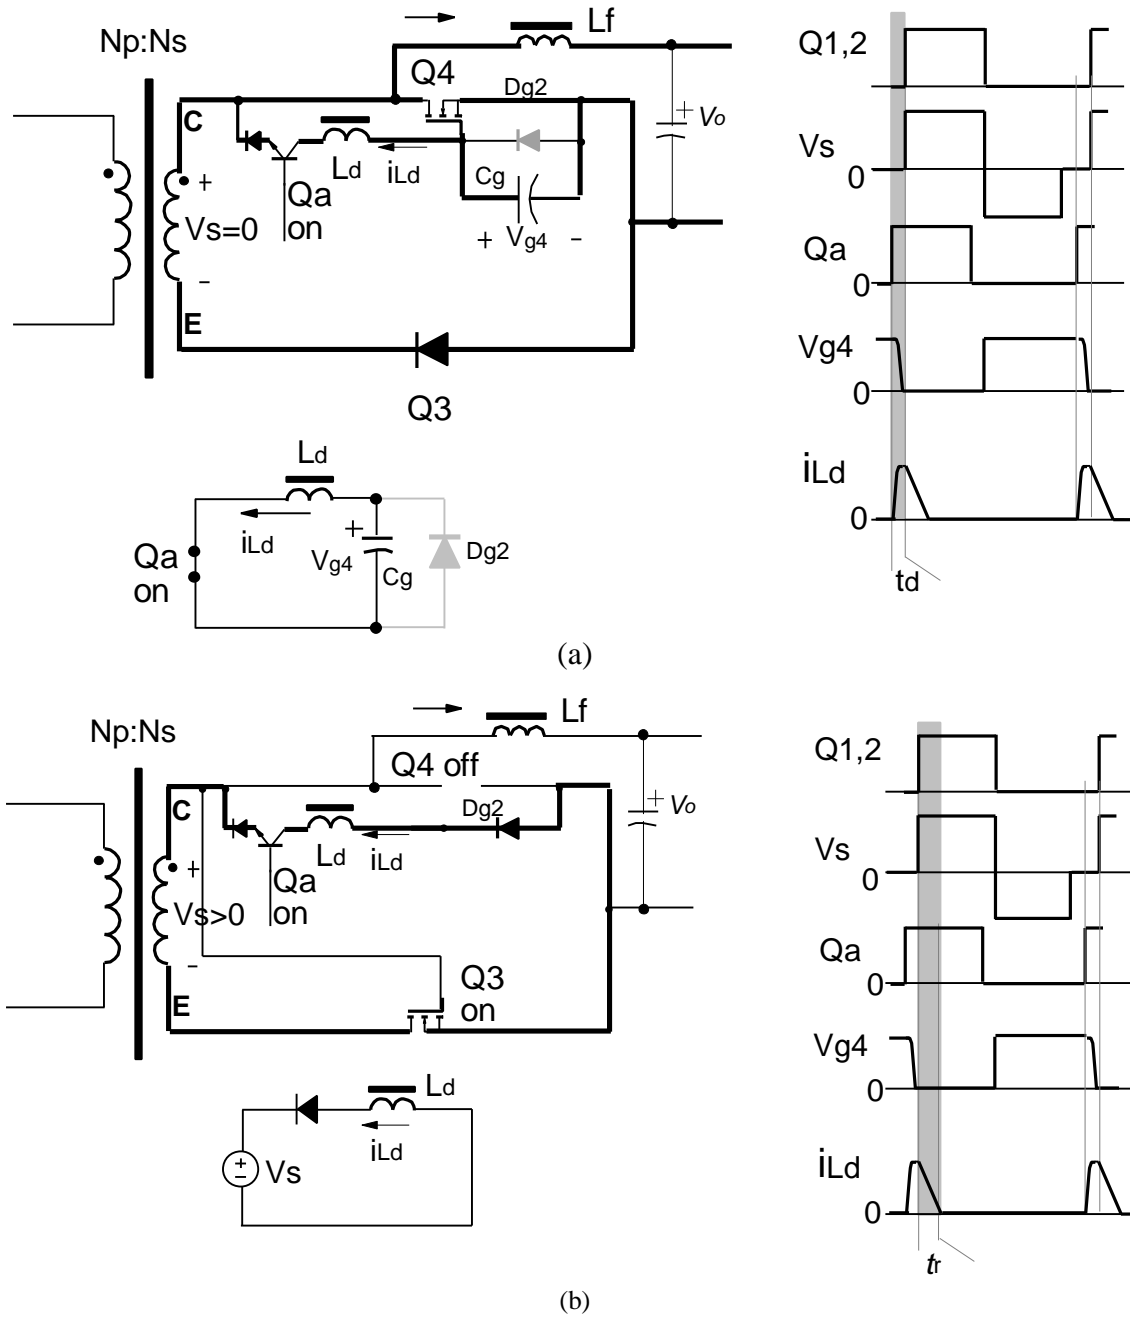 Lf
Np:Ns
Q4
Dg2
+ Vo
C
+
Ld
iLd
Cg
Qa
on
Vs=0
+ Vg4 -
-
E
Q3
Ld
iLd
+
Qa
on
Vg4
Cg
Dg2
Q1,2
Vs
0
Qa
0
Vg4
0
iLd
0
td
(a)
Lf
Np:Ns
Q4 off
Dg2
+ Vo
C
+
Ld
iLd
Qa
on
Vs>0
-
E
Q3
on
Ld
iLd
+
-
Vs
Q1,2
Vs
0
Qa
0
Vg4
0
iLd
0
tr
(b)